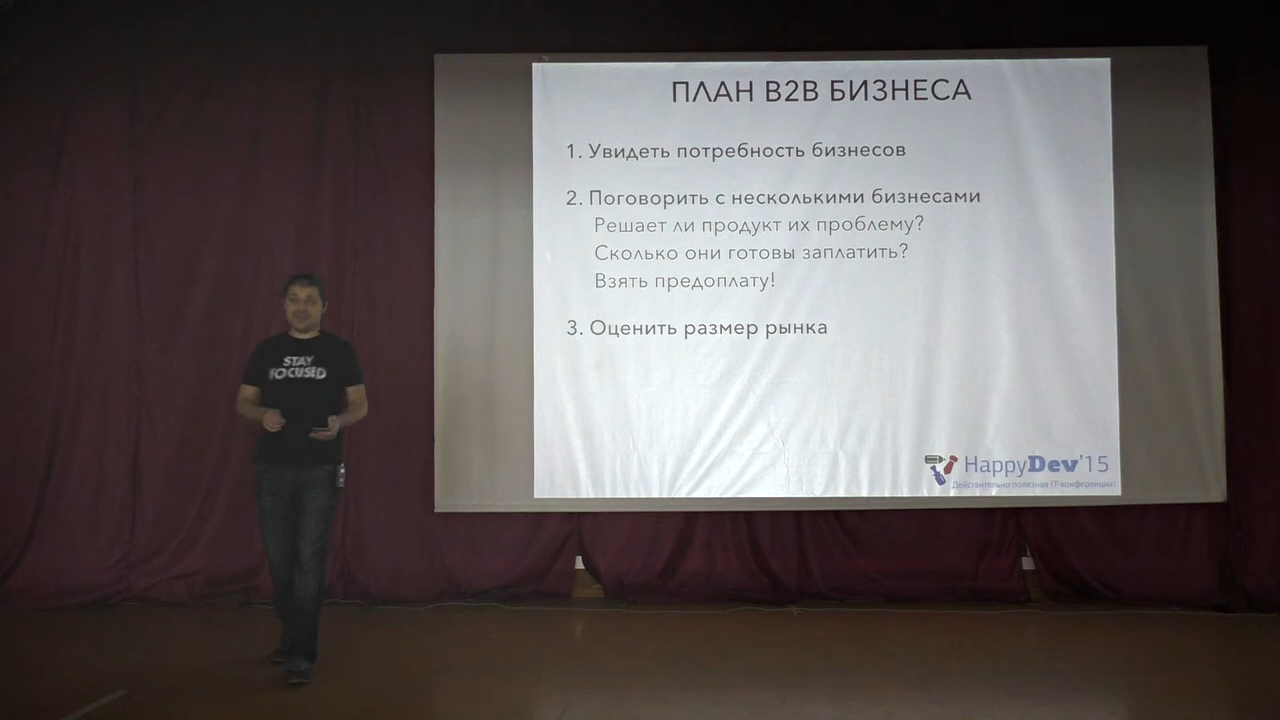 ПЛАН B2B БИЗНЕСА
1. Увидеть потребность бизнесов
2. Поговорить с несколькими бизнесами
Решает ли продукт их проблему?
Сколько они готовы заплатить?
Взять предоплату!
3. Оценить размер рынка
STAY
FOCUSED
HappyDev'15
Действительно полезная IT-конференция!